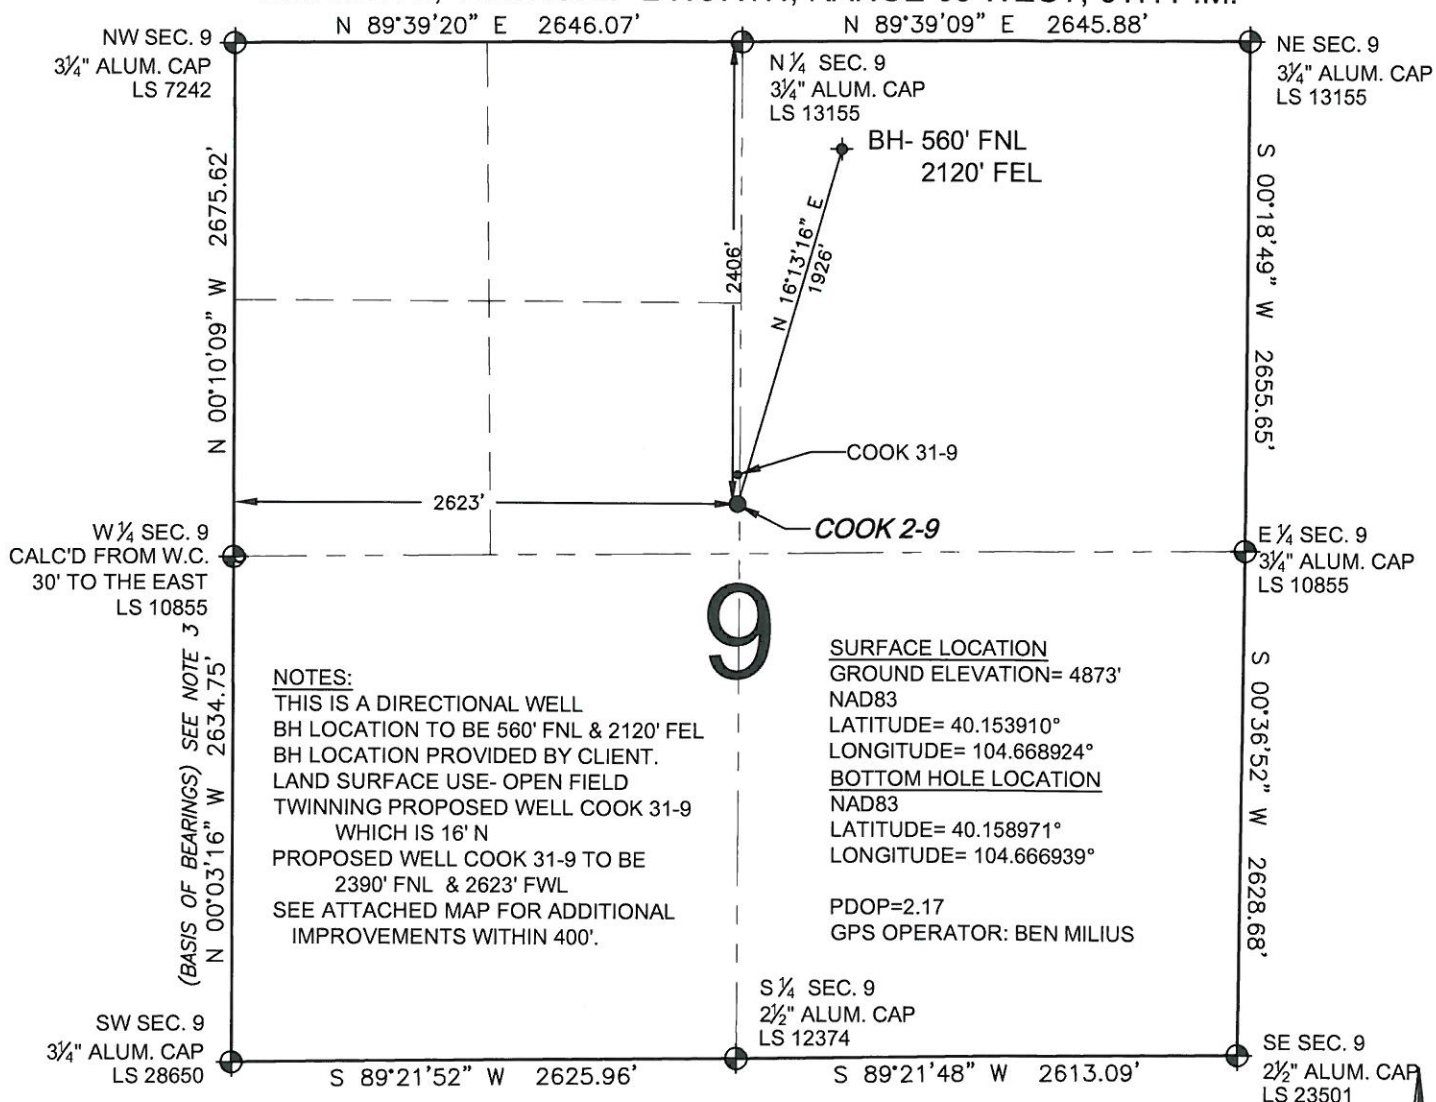 N 89°39'20" E 2646.07'
N 89°39'09" E 2645.88'
NW SEC. 9
3¼" ALUM. CAP
LS 7242
N ¼ SEC. 9
3¼" ALUM. CAP
LS 13155
NE SEC. 9
3¼" ALUM. CAP
LS 13155
BH- 560' FNL
2120' FEL
N 00°10'09" W 2675.62'
2406'
N 16°13'16" E
1926'
S 00°18'49" W 2655.65'
COOK 31-9
2623'
COOK 2-9
W ¼ SEC. 9
CALC'D FROM W.C.
30' TO THE EAST
LS 10855
E ¼ SEC. 9
3¼" ALUM. CAP
LS 10855
9
(BASIS OF BEARINGS) SEE NOTE 3
N 00°03'16" W 2634.75'
NOTES:
THIS IS A DIRECTIONAL WELL
BH LOCATION TO BE 560' FNL & 2120' FEL
BH LOCATION PROVIDED BY CLIENT.
LAND SURFACE USE- OPEN FIELD
TWINNING PROPOSED WELL COOK 31-9
WHICH IS 16' N
PROPOSED WELL COOK 31-9 TO BE
2390' FNL & 2623' FWL
SEE ATTACHED MAP FOR ADDITIONAL
IMPROVEMENTS WITHIN 400'.
SURFACE LOCATION
GROUND ELEVATION= 4873'
NAD83
LATITUDE= 40.153910°
LONGITUDE= 104.668924°
BOTTOM HOLE LOCATION
NAD83
LATITUDE= 40.158971°
LONGITUDE= 104.666939°
PDOP=2.17
GPS OPERATOR: BEN MILIUS
S 00°36'52" W 2628.68'
SW SEC. 9
3¼" ALUM. CAP
LS 28650
S ¼ SEC. 9
2½" ALUM. CAP
LS 12374
SE SEC. 9
2½" ALUM. CAP
LS 23501
S 89°21'52" W 2625.96'
S 89°21'48" W 2613.09'